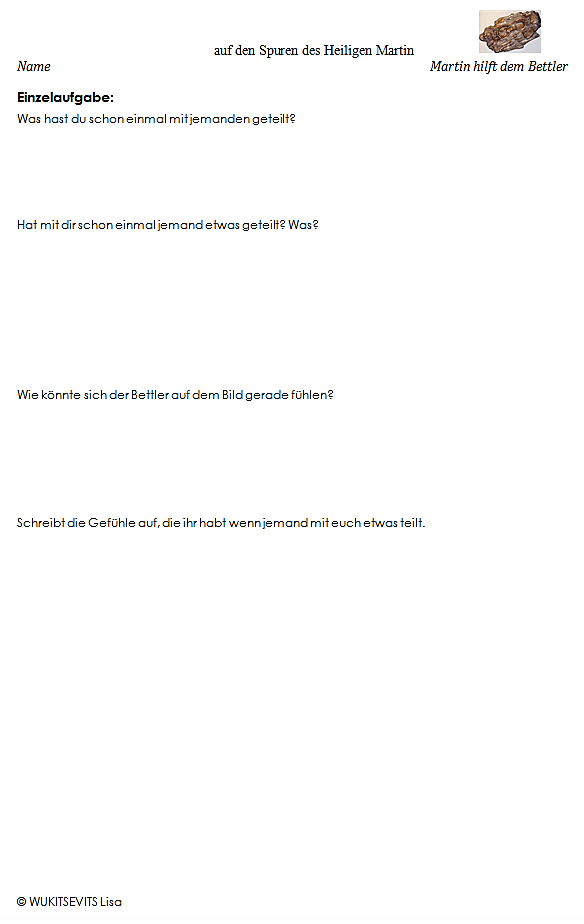 auf den Spuren des Heiligen Martin
Name
Martin hilft dem Bettler
Einzelaufgabe:
Was hast du schon einmal mit jemanden geteilt?
Hat mit dir schon einmal jemand etwas geteilt? Was?
Wie könnte sich der Bettler auf dem Bild gerade fühlen?
Schreibt die Gefühle auf, die ihr habt wenn jemand mit euch etwas teilt.
© WUKITSEVITS Lisa